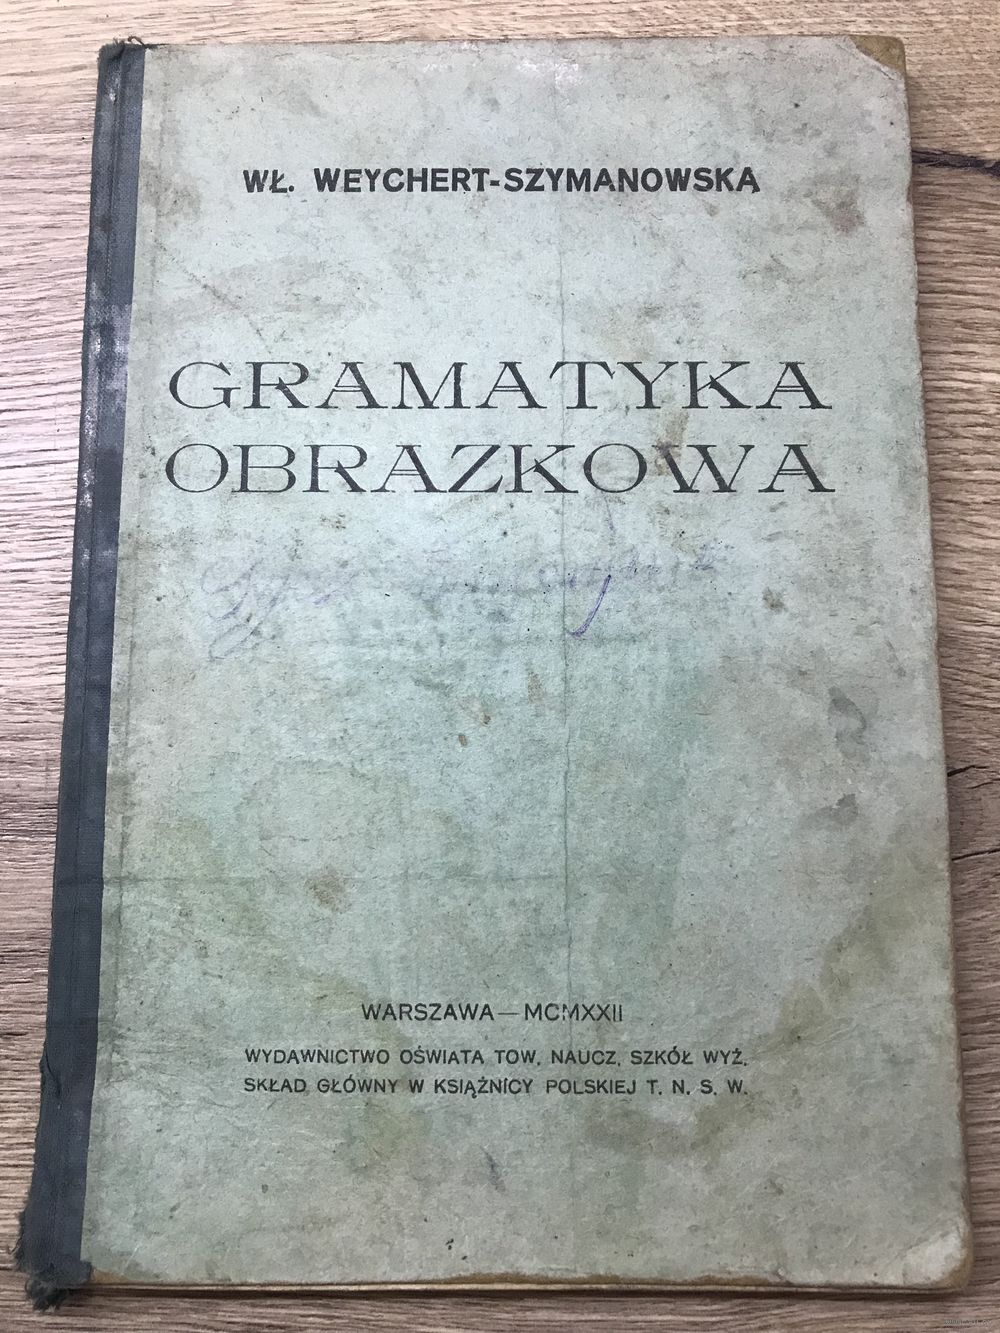 WŁ. WEYCHERT-SZYMANOWSKA
GRAMATYKA
OBRAZKOWA
WARSZAWA — MCMXXII
WYDAWNICTWO OŚWIATA TOW. NAUCZ. SZKÓŁ WYŻ.
SKŁAD GŁÓWNY W KSIĄŻNICY POLSKIEJ T. N. S. W.